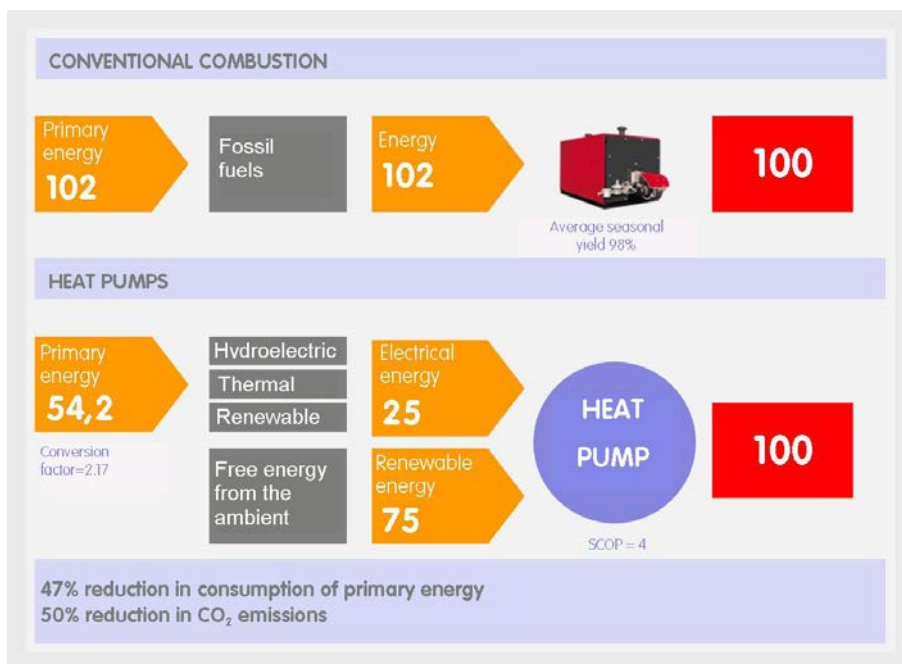 CONVENTIONAL COMBUSTION
Primary
energy
102
Fossil
fuels
Energy
102
Average seasonal
yield 98%
100
HEAT PUMPS
Primary
energy
54,2
Conversion
factor=2.17
Hvdroelectric
Thermal
Renewable
Free energy
from the
ambient
Electrical
energy
25
Renewable
energy
75
HEAT
PUMP
SCOP = 4
100
47% reduction in consumption of primary energy
50% reduction in CO₂ emissions